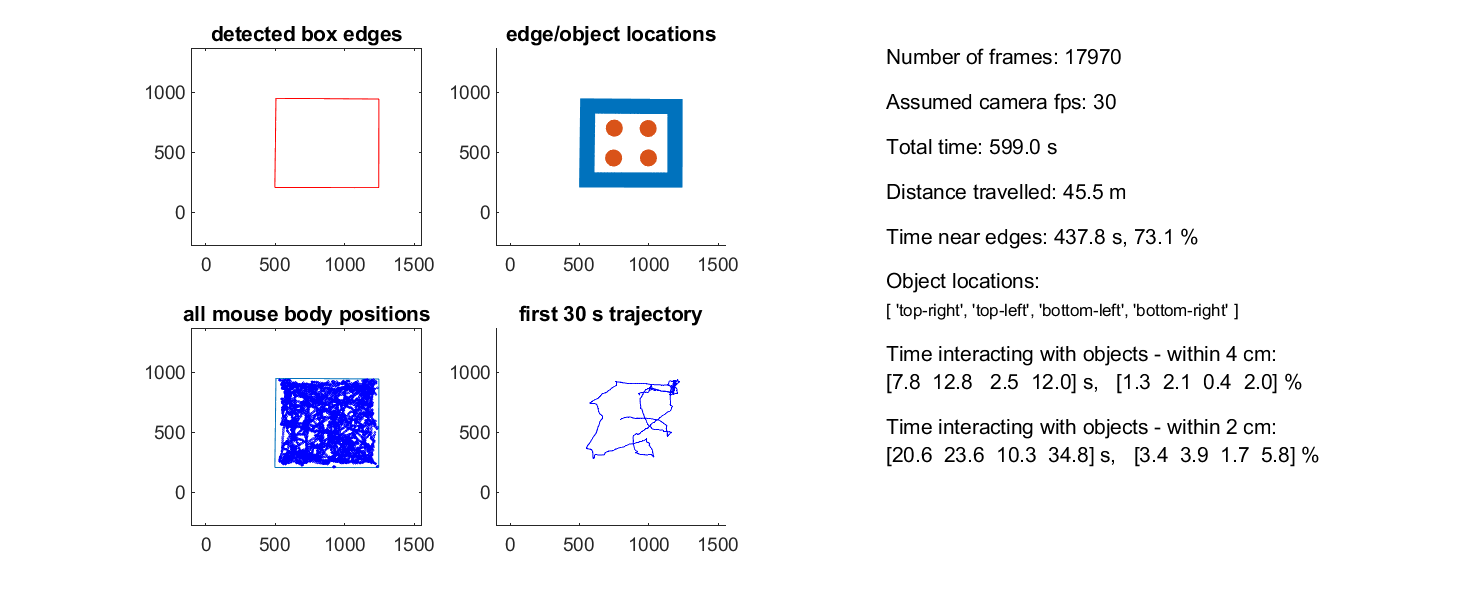 detected box edges
1000
500
0
0 500 1000 1500
edge/object locations
1000
500
0
0 500 1000 1500
all mouse body positions
1000
500
0
0 500 1000 1500
first 30 s trajectory
1000
500
0
0 500 1000 1500
Number of frames: 17970
Assumed camera fps: 30
Total time: 599.0 s
Distance travelled: 45.5 m
Time near edges: 437.8 s, 73.1 %
Object locations:
[ 'top-right', 'top-left', 'bottom-left', 'bottom-right' ]
Time interacting with objects - within 4 cm:
[7.8 12.8 2.5 12.0] s, [1.3 2.1 0.4 2.0] %
Time interacting with objects - within 2 cm:
[20.6 23.6 10.3 34.8] s, [3.4 3.9 1.7 5.8] %